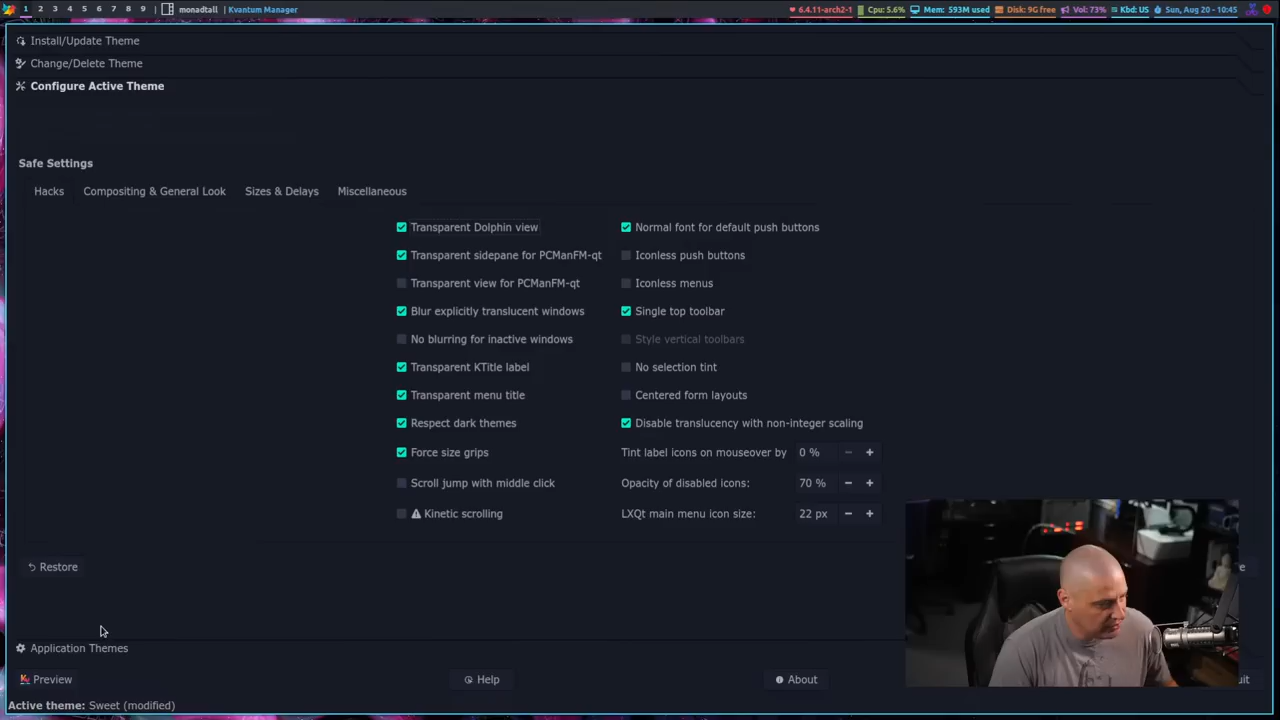 1 2 3 4 5 6 7 8 9 | monadtall | Kvantum Manager
6.4.11-arch2-1 Cpu: 5.6% Mem: 593M used Disk: 9G free Vol: 73% Kbd: US Sun, Aug 20 - 10:45
Install/Update Theme
Change/Delete Theme
Configure Active Theme
Safe Settings
Hacks Compositing & General Look Sizes & Delays Miscellaneous
Transparent Dolphin view Normal font for default push buttons
Transparent sidepane for PCManFM-qt Iconless push buttons
Transparent view for PCManFM-qt Iconless menus
Blur explicitly translucent windows Single top toolbar
No blurring for inactive windows Style vertical toolbars
Transparent KTitle label No selection tint
Transparent menu title Centered form layouts
Respect dark themes Disable translucency with non-integer scaling
Force size grips Tint label icons on mouseover by 0 % − +
Scroll jump with middle click Opacity of disabled icons: 70 % − +
Kinetic scrolling LXQt main menu icon size: 22 px − +
Restore
Application Themes
Preview Help About
Active theme: Sweet (modified)